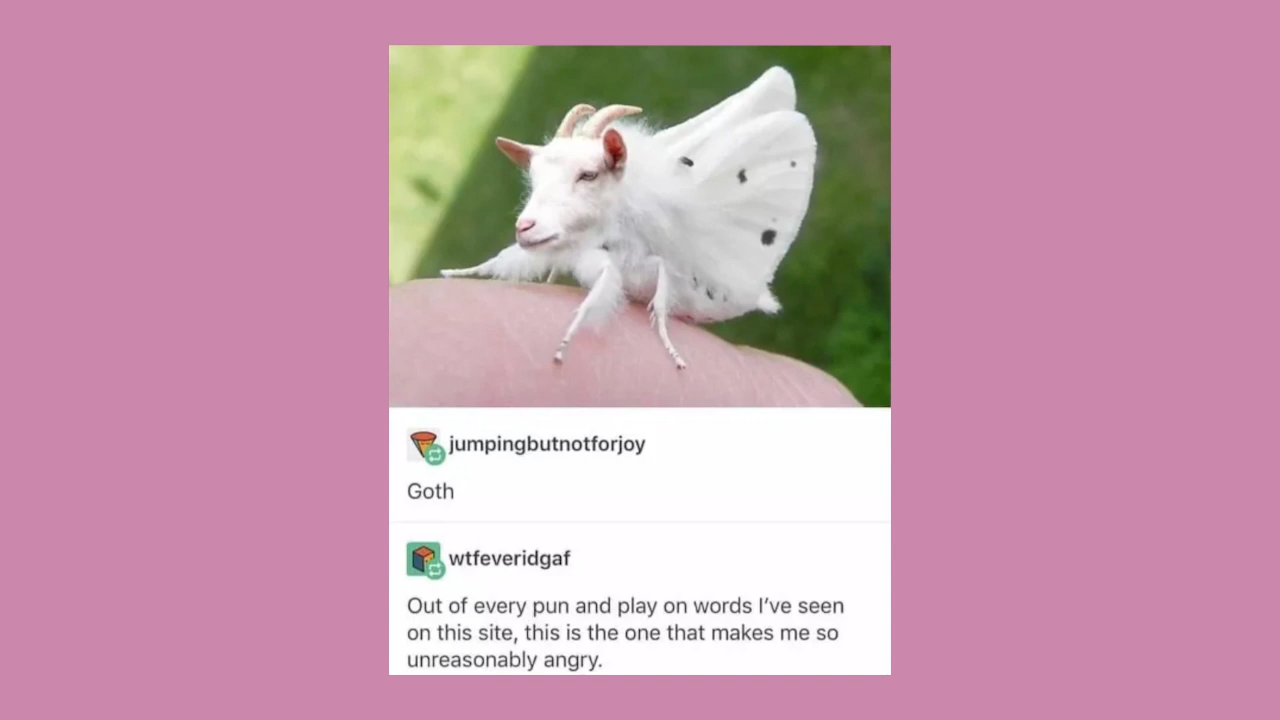 jumpingbutnotforjoy
Goth
wtfeveridgaf
Out of every pun and play on words I’ve seen
on this site, this is the one that makes me so
unreasonably angry.